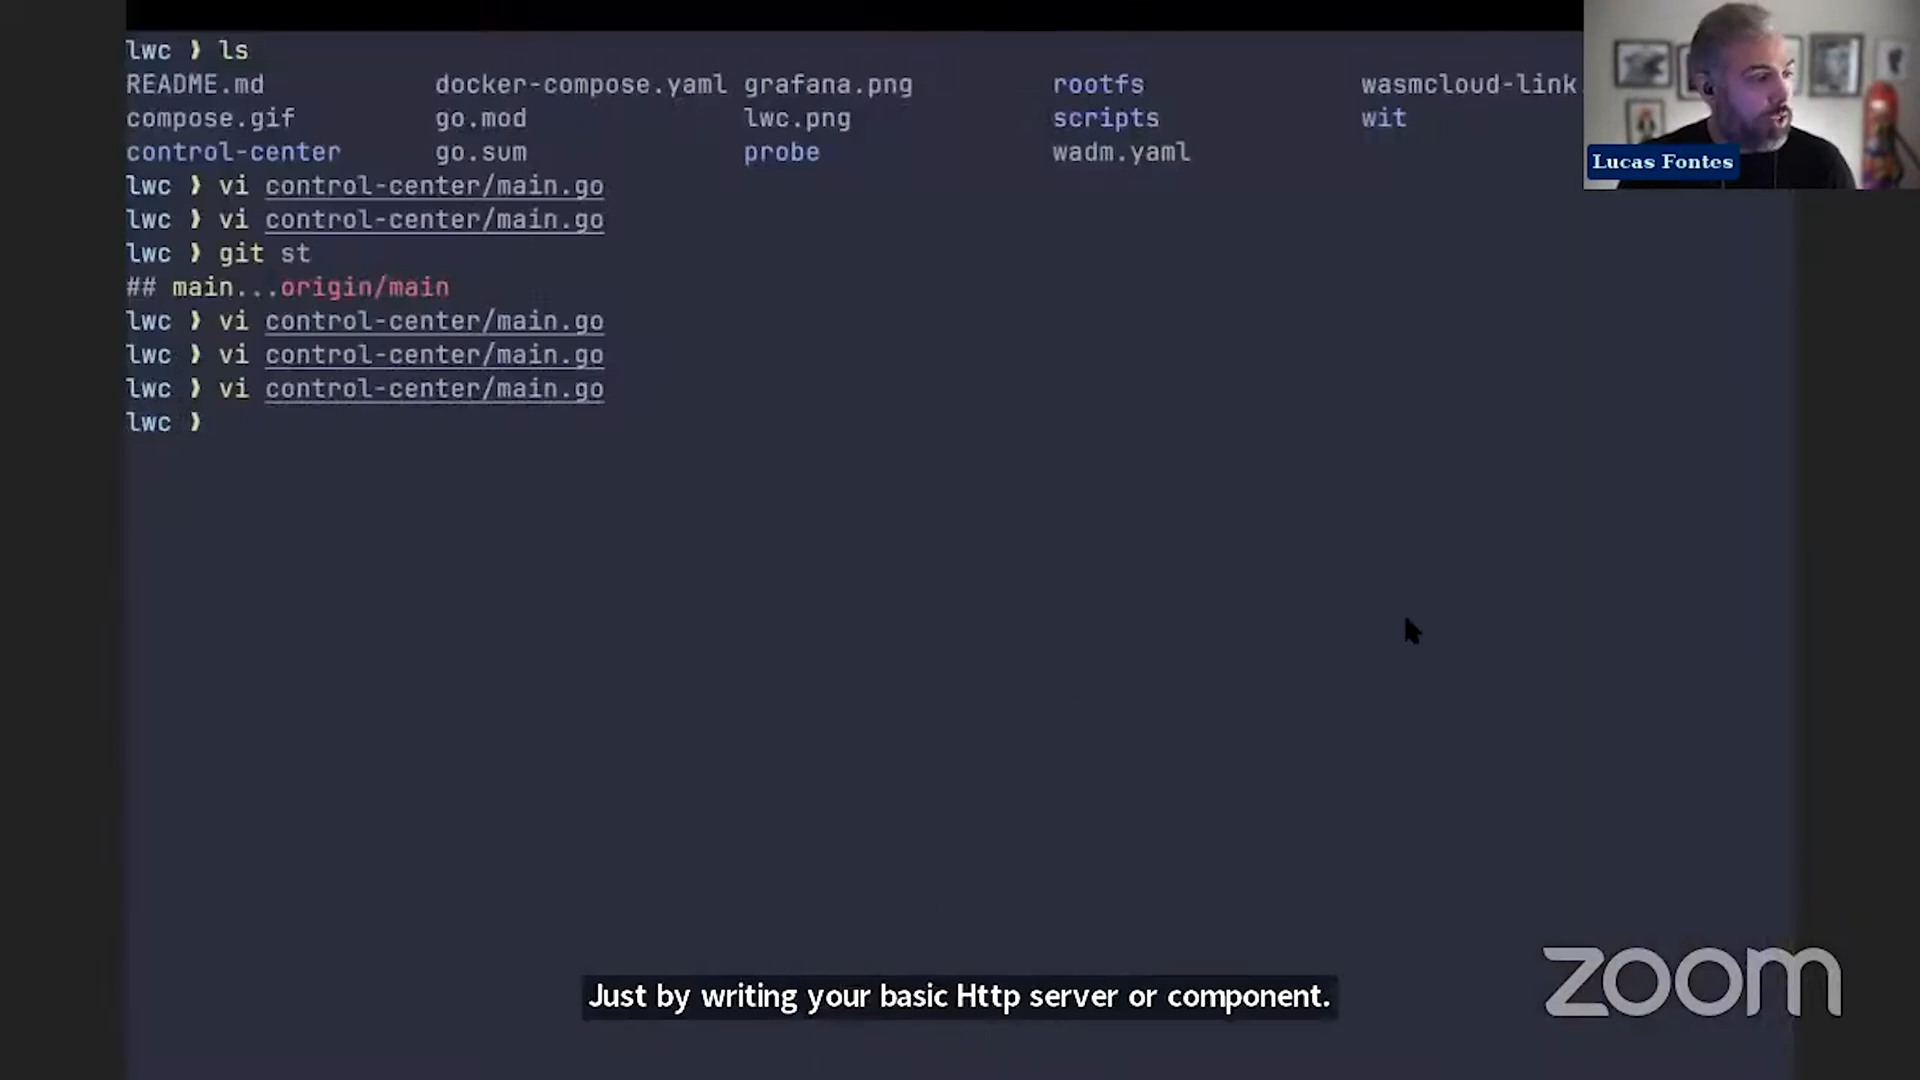 lwc ❯ ls
README.md docker-compose.yaml grafana.png rootfs wasmcloud-link.
compose.gif go.mod lwc.png scripts wit
control-center go.sum probe wadm.yaml
lwc ❯ vi control-center/main.go
lwc ❯ vi control-center/main.go
lwc ❯ git st
## main...origin/main
lwc ❯ vi control-center/main.go
lwc ❯ vi control-center/main.go
lwc ❯ vi control-center/main.go
lwc ❯
Lucas Fontes
Just by writing your basic Http server or component.
zoom